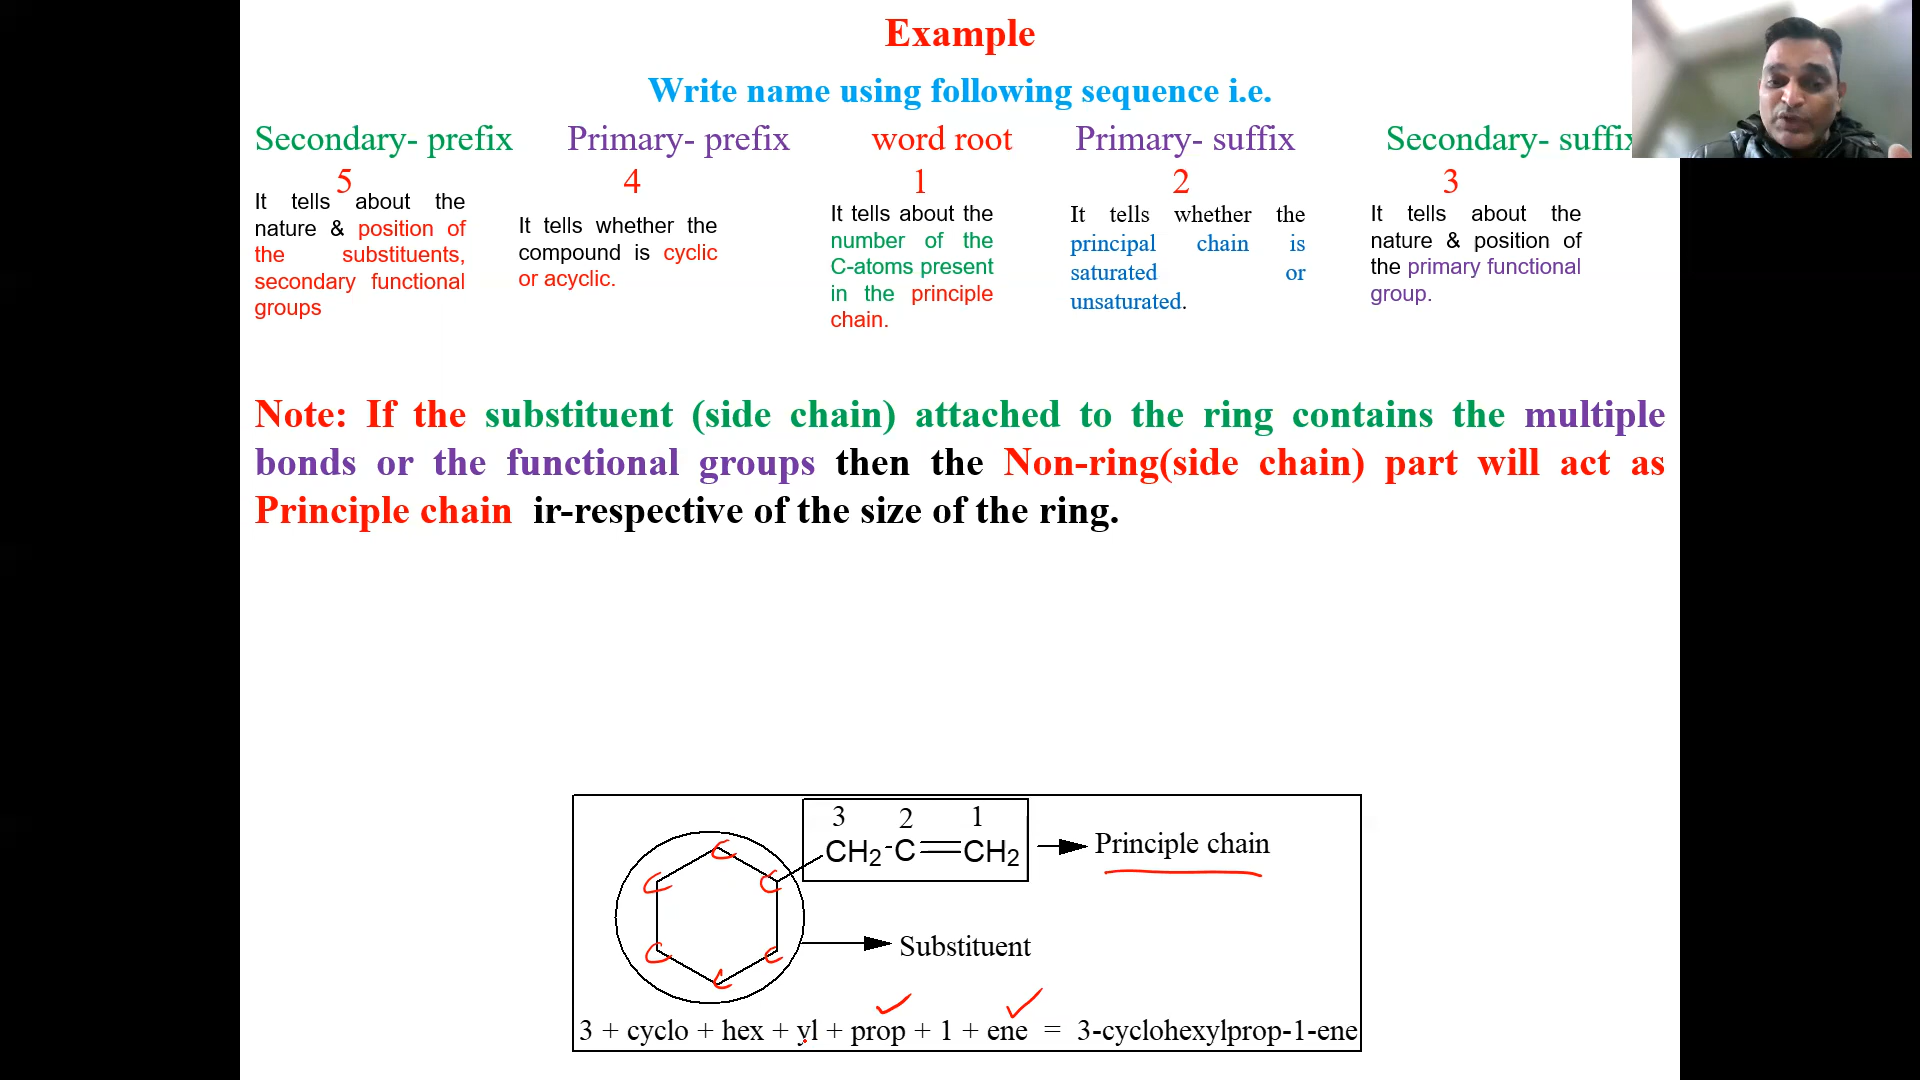 Example
Write name using following sequence i.e.
Secondary- prefix Primary- prefix word root Primary- suffix Secondary- suffix
5 4 1 2 3
It tells about the
nature & position of
the substituents,
secondary functional
groups
It tells whether the
compound is cyclic
or acyclic.
It tells about the
number of the
C-atoms present
in the principle
chain.
It tells whether the
principal chain is
saturated or
unsaturated.
It tells about the
nature & position of
the primary functional
group.
Note: If the substituent (side chain) attached to the ring contains the multiple
bonds or the functional groups then the Non-ring(side chain) part will act as
Principle chain ir-respective of the size of the ring.
3 2 1
CH2-C=CH2 Principle chain
C
C C
C C
C
Substituent
3 + cyclo + hex + yl + prop + 1 + ene = 3-cyclohexylprop-1-ene